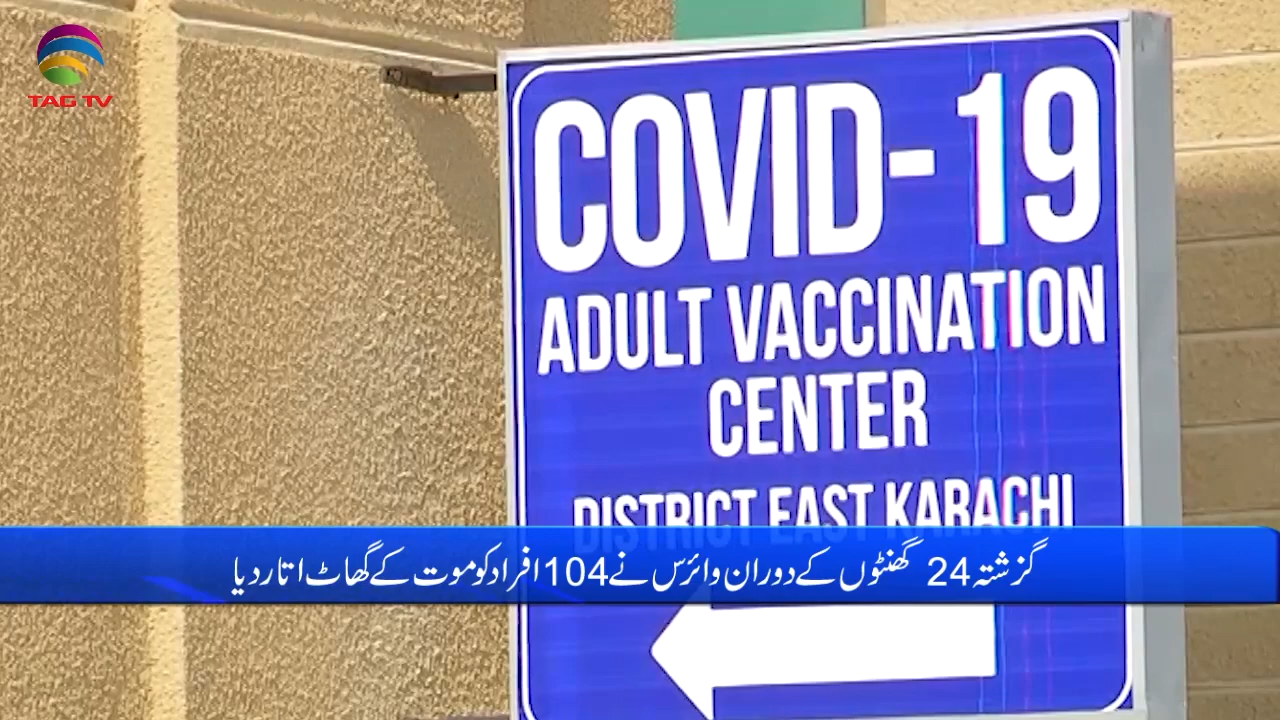 TAG TV
COVID-19
ADULT VACCINATION
CENTER
DISTRICT EAST KARACHI
گزشتہ 24 گھنٹوں کے دوران وائرس نے 104 افراد کو موت کے گھاٹ اتار دیا